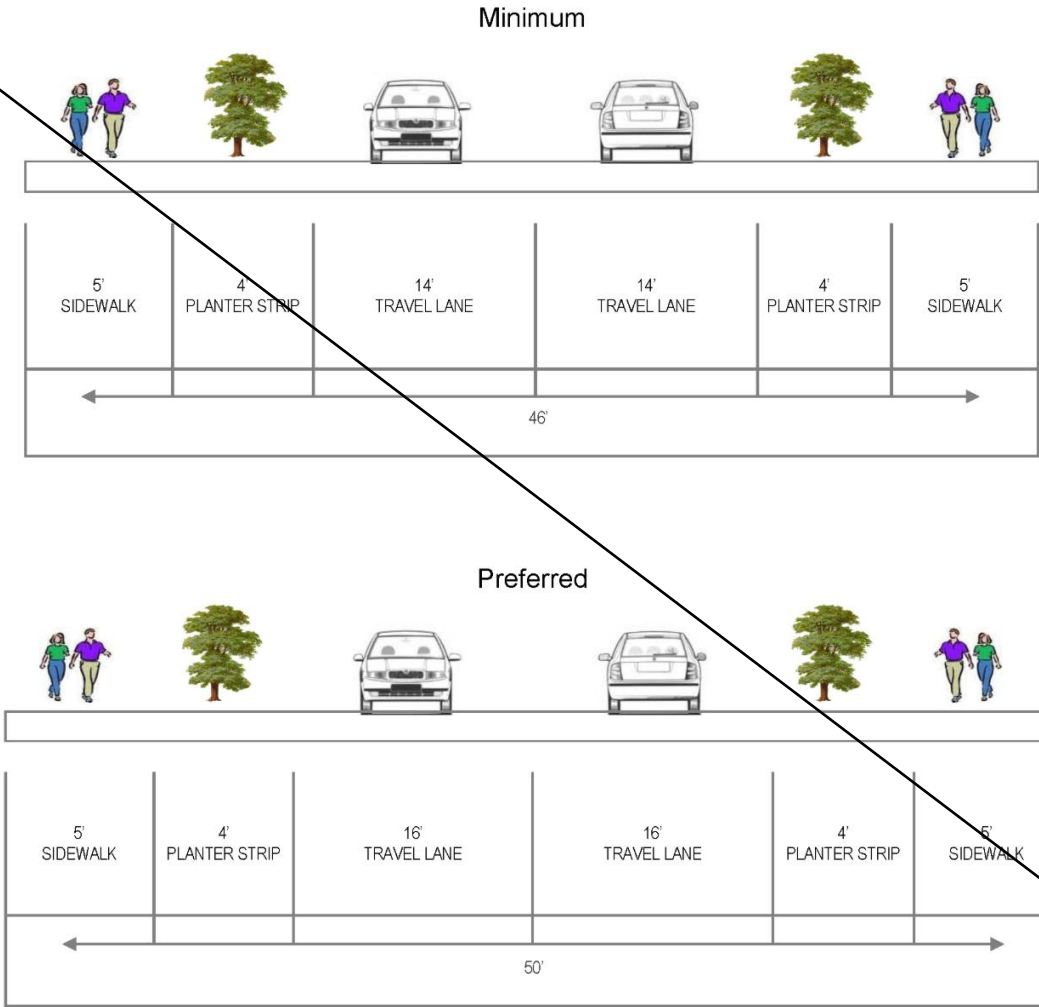 Minimum
5' 4' 14' 14' 4' 5'
SIDEWALK PLANTER STRIP TRAVEL LANE TRAVEL LANE PLANTER STRIP SIDEWALK
46'
Preferred
5' 4' 16' 16' 4' 5'
SIDEWALK PLANTER STRIP TRAVEL LANE TRAVEL LANE PLANTER STRIP SIDEWALK
50'